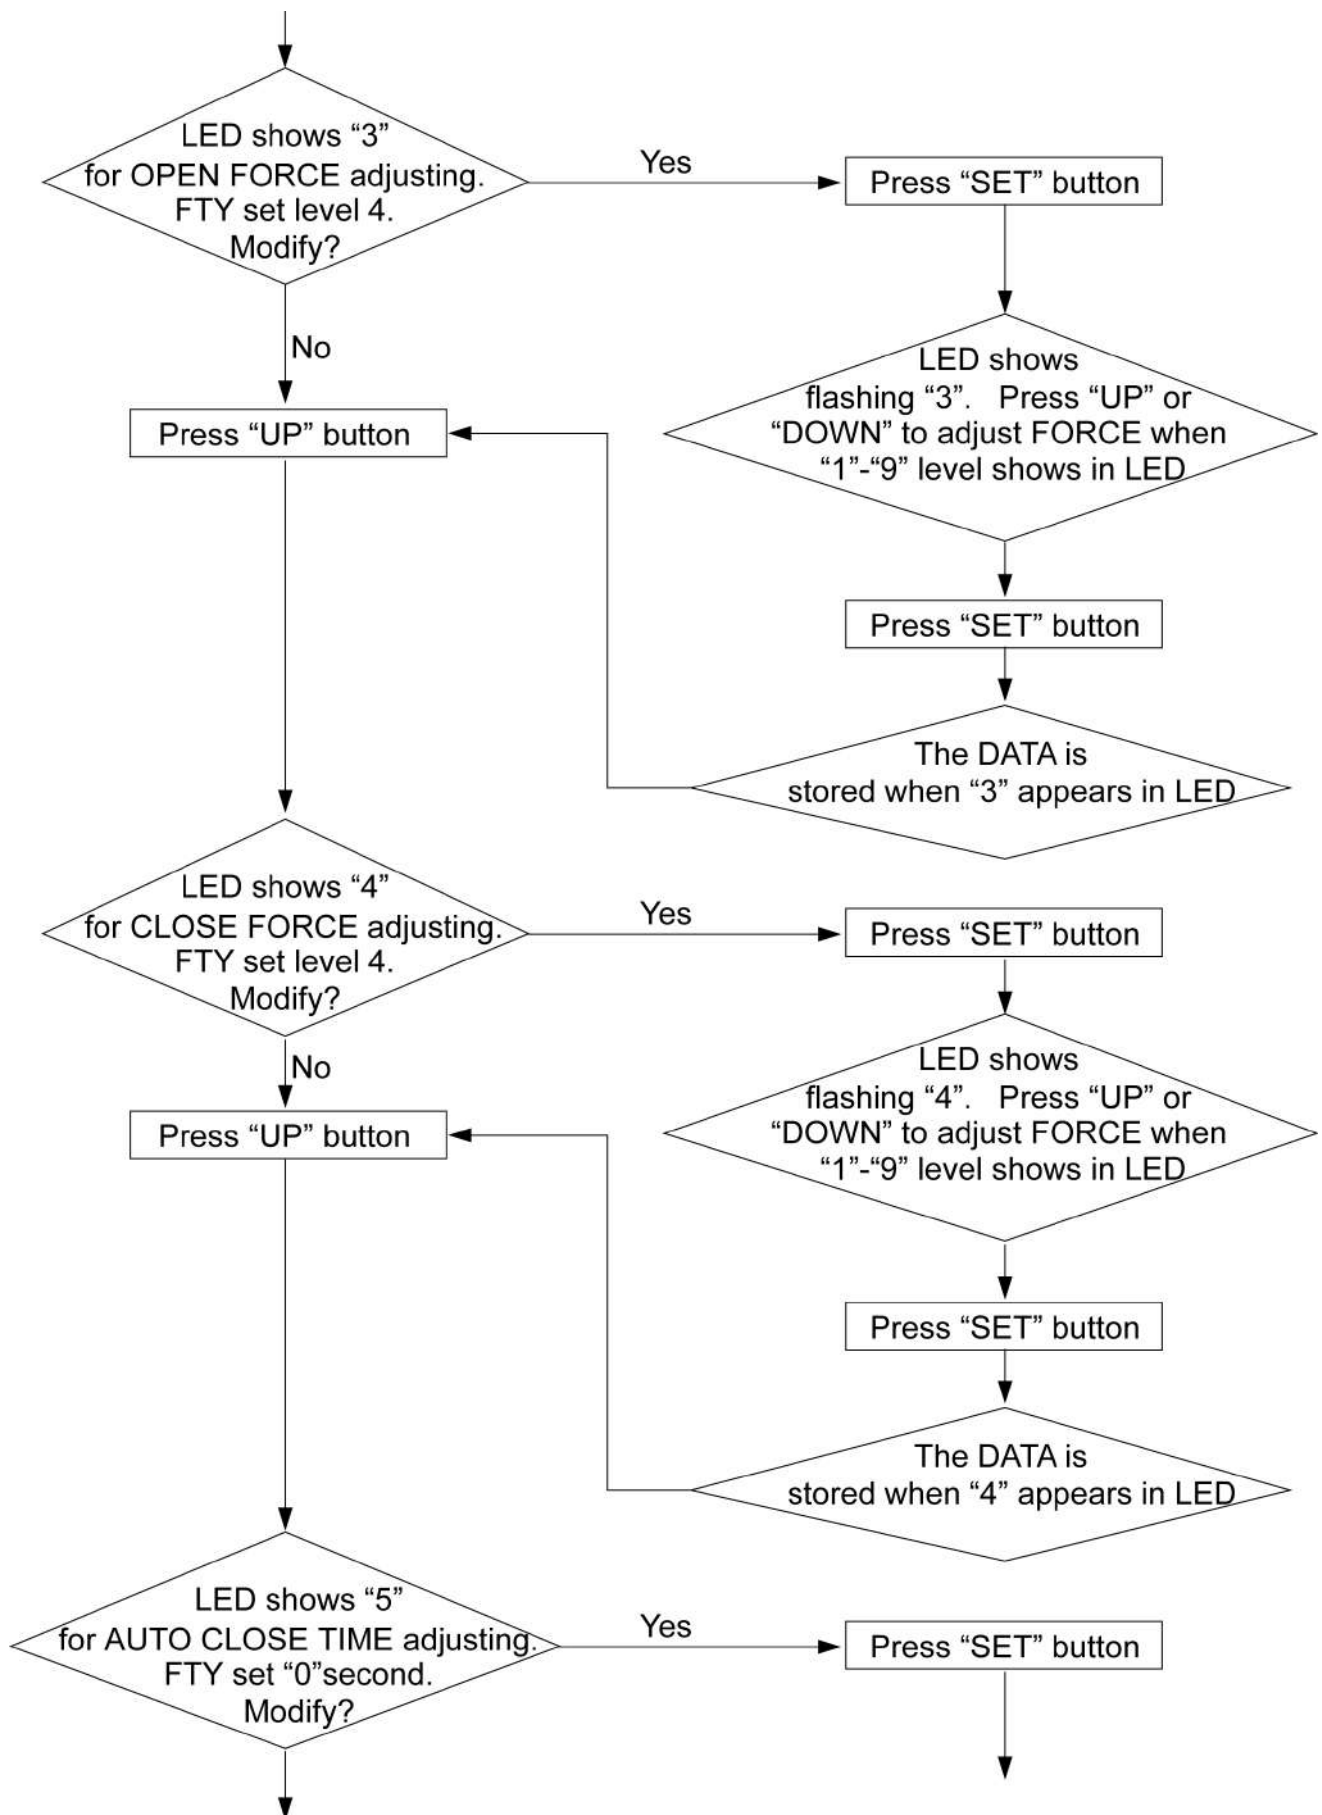 LED shows “3”
for OPEN FORCE adjusting.
FTY set level 4.
Modify?
Yes
Press “SET” button
No
LED shows
flashing “3”.   Press “UP” or
“DOWN” to adjust FORCE when
“1”-“9” level shows in LED
Press “UP” button
Press “SET” button
The DATA is
stored when “3” appears in LED
LED shows “4”
for CLOSE FORCE adjusting.
FTY set level 4.
Modify?
Yes
Press “SET” button
No
LED shows
flashing “4”.   Press “UP” or
“DOWN” to adjust FORCE when
“1”-“9” level shows in LED
Press “UP” button
Press “SET” button
The DATA is
stored when “4” appears in LED
LED shows “5”
for AUTO CLOSE TIME adjusting.
FTY set “0”second.
Modify?
Yes
Press “SET” button